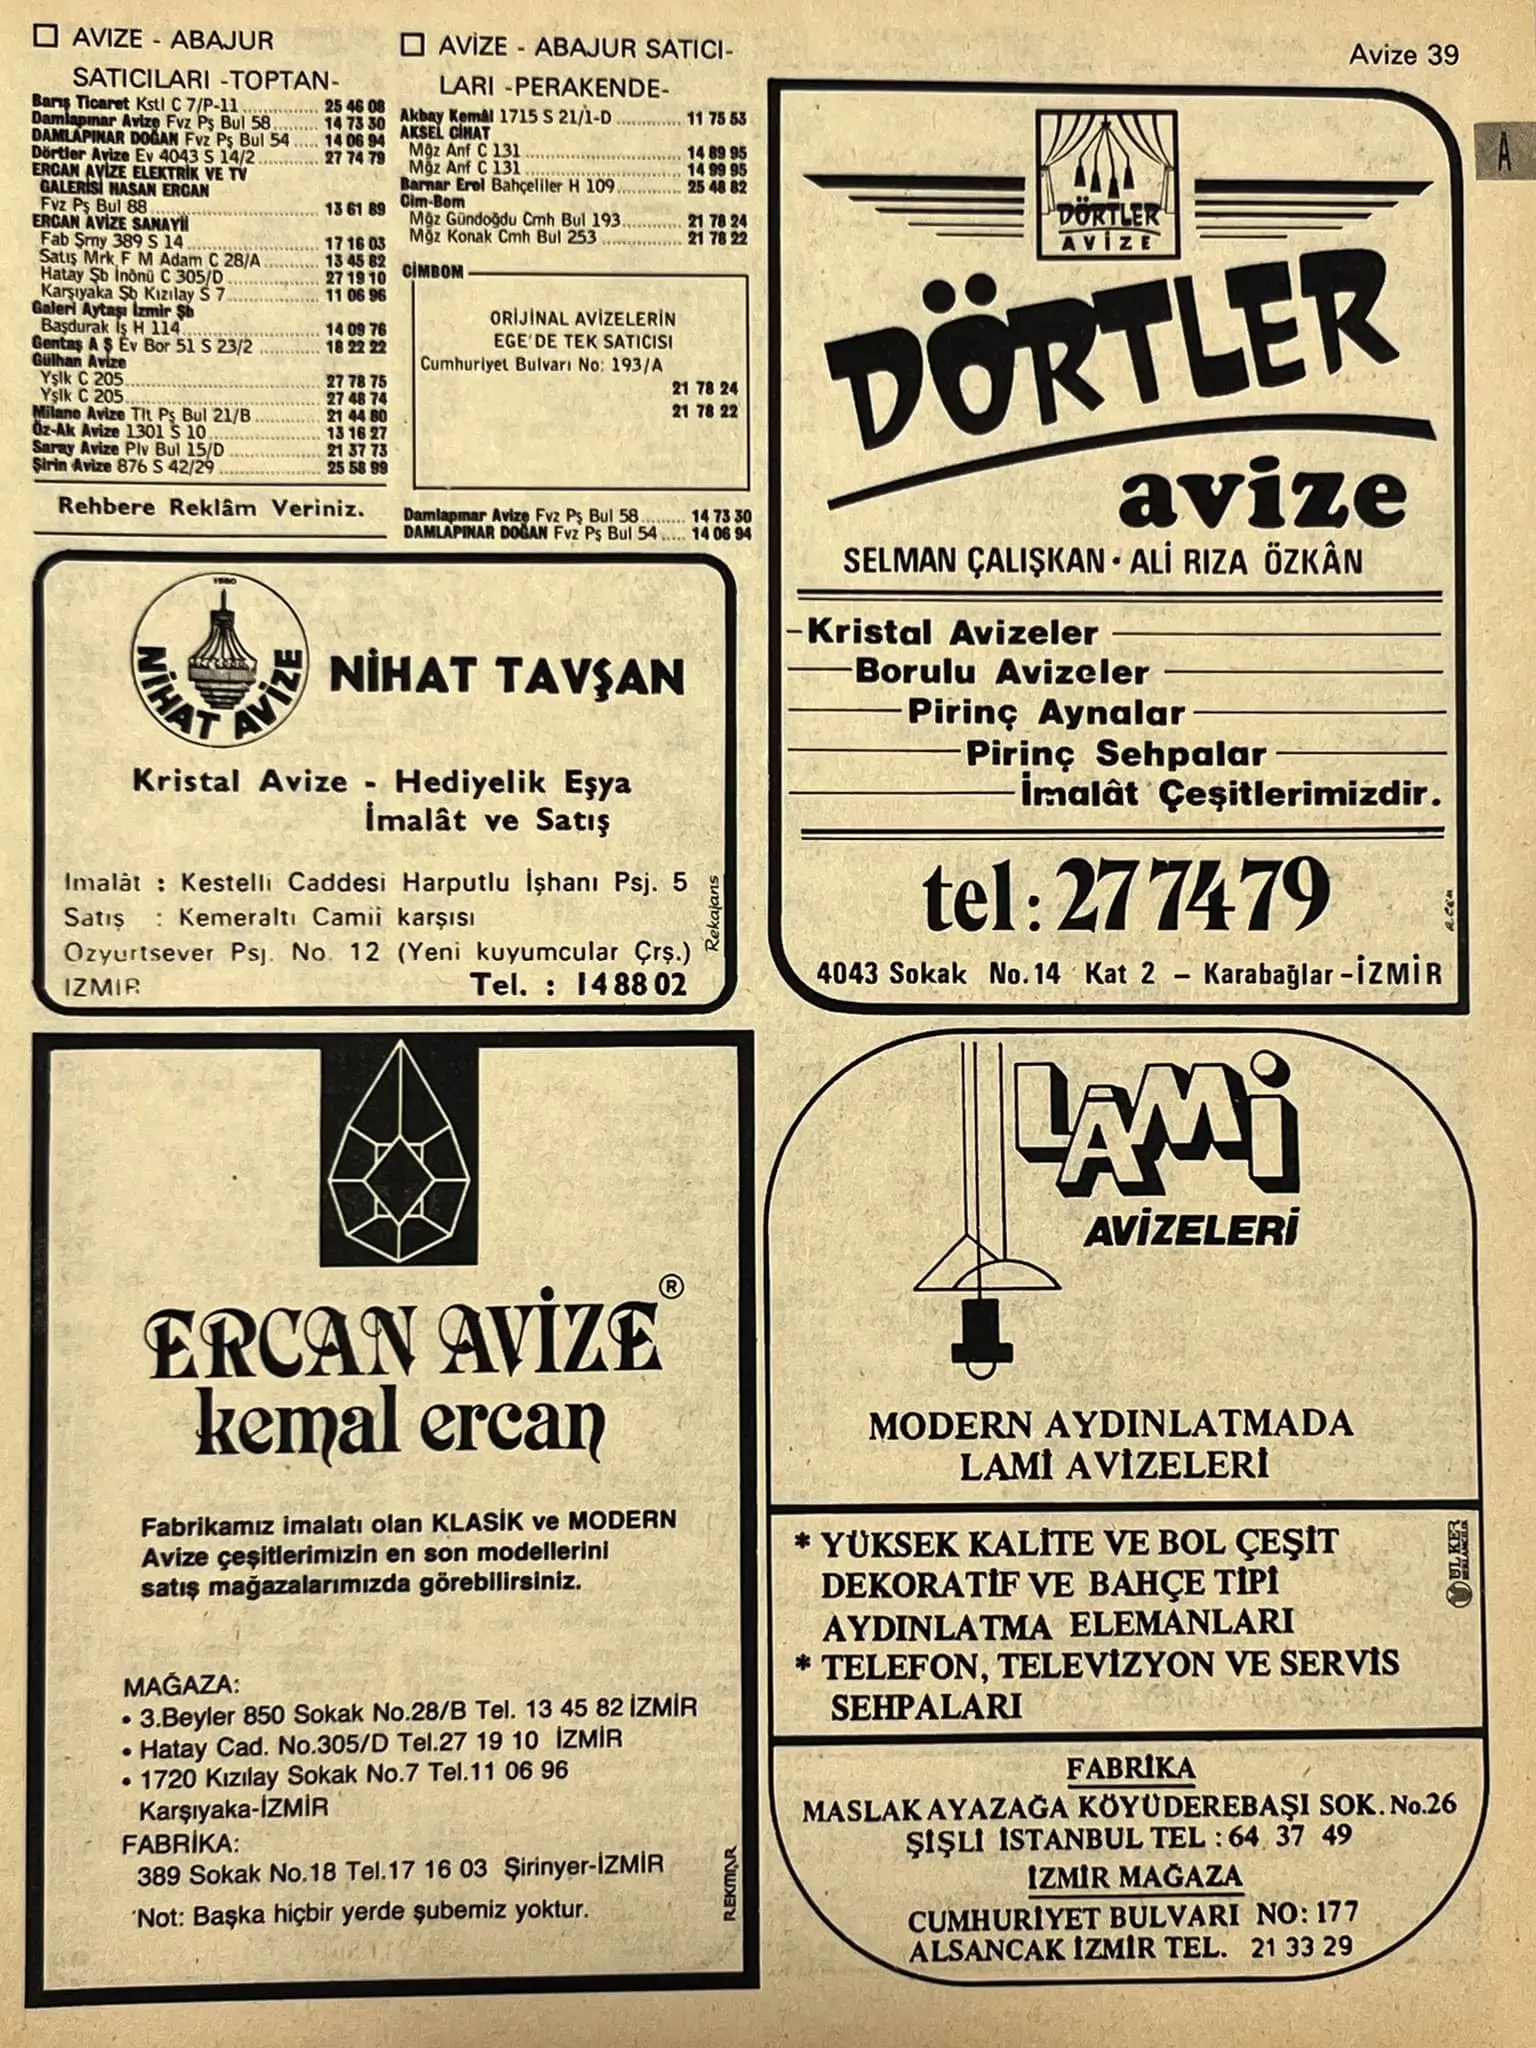 Avize 39
A
□ AVIZE - ABAJUR
SATICILARI -TOPTAN-
Barış Ticaret Kstl C 7/P-11 ............ 25 46 08
Damlapınar Avize Fvz Pş Bul 58 ........ 14 73 30
DAMLAPINAR DOĞAN Fvz Pş Bul 54 ..... 14 06 94
Dörtler Avize Ev 4043 S 14/2 .......... 27 74 79
ERCAN AVİZE ELEKTRİK VE TV
GALERİSİ HASAN ERCAN
Fvz Pş Bul 88 .......... 13 61 89
ERCAN AVİZE SANAYİİ
Fab Şrny 389 S 14 .......... 17 16 03
Satış Mrk F M Adam C 28/A .......... 13 45 82
Hatay Şb İnönü C 305/D .......... 27 19 10
Karşıyaka Şb Kızılay S 7 .......... 11 06 96
Galeri Aytaşı İzmir Şb
Başdurak İş H 114 .......... 14 09 76
Gentaş A Ş Ev Bor 51 S 23/2 .......... 18 22 22
Gülhan Avize
Yşlk C 205 .......... 27 78 75
Yşlk C 205 .......... 27 48 74
Milano Avize Tlt Pş Bul 21/B .......... 21 44 80
Öz-Ak Avize 1301 S 10 .......... 13 16 27
Saray Avize Plv Bul 15/D .......... 21 37 73
Şirin Avize 876 S 42/29 .......... 25 58 99
Rehbere Reklâm Veriniz.
□ AVİZE - ABAJUR SATICI-
LARI -PERAKENDE-
Akbay Kemâl 1715 S 21/1-D .......... 11 75 53
AKSEL CİHAT
Mğz Anf C 131 .......... 14 89 95
Mğz Anf C 131 .......... 14 99 95
Barnar Erol Bahçeliler H 109 .......... 25 48 82
Cim-Bom
Mğz Gündoğdu Cmh Bul 193 .......... 21 78 24
Mğz Konak Cmh Bul 253 .......... 21 78 22
CİMBOM
ORİJİNAL AVİZELERİN
EGE'DE TEK SATICISI
Cumhuriyet Bulvarı No: 193/A
21 78 24
21 78 22
Damlapınar Avize Fvz Pş Bul 58 ......... 14 73 30
DAMLAPINAR DOĞAN Fvz Pş Bul 54 ..... 14 06 94
DÖRTLER
AVİZE
DÖRTLER
avize
SELMAN ÇALIŞKAN · ALİ RIZA ÖZKÂN
-Kristal Avizeler
Borulu Avizeler
Pirinç Aynalar
Pirinç Sehpalar
İmalât Çeşitlerimizdir.
tel: 27 74 79
4043 Sokak No.14 Kat 2 – Karabağlar - İZMİR
1980
NİHAT AVİZE
NİHAT TAVŞAN
Kristal Avize - Hediyelik Eşya
İmalât ve Satış
Imalât : Kestelli Caddesi Harputlu İşhanı Psj. 5
Satış : Kemeraltı Camii karşısı
Ozyurtsever Psj. No. 12 (Yeni kuyumcular Çrş.)
IZMIR Tel. : 14 88 02
Rekajans
ERCAN AVİZE®
kemal ercan
Fabrikamız imalatı olan KLASİK ve MODERN
Avize çeşitlerimizin en son modellerini
satış mağazalarımızda görebilirsiniz.
MAĞAZA:
• 3.Beyler 850 Sokak No.28/B Tel. 13 45 82 İZMİR
• Hatay Cad. No.305/D Tel.27 19 10 İZMİR
• 1720 Kızılay Sokak No.7 Tel.11 06 96
Karşıyaka-İZMİR
FABRİKA:
389 Sokak No.18 Tel.17 16 03 Şirinyer-İZMİR
Not: Başka hiçbir yerde şubemiz yoktur.
REKMAR
LAMİ
AVİZELERİ
MODERN AYDINLATMADA
LAMİ AVİZELERİ
* YÜKSEK KALİTE VE BOL ÇEŞİT
DEKORATİF VE BAHÇE TİPİ
AYDINLATMA ELEMANLARI
* TELEFON, TELEVİZYON VE SERVİS
SEHPALARI
ULKER
FABRİKA
MASLAK AYAZAĞA KÖYÜ DEREBAŞI SOK. No.26
ŞİŞLİ İSTANBUL TEL : 64 37 49
İZMİR MAĞAZA
CUMHURİYET BULVARI NO: 177
ALSANCAK İZMİR TEL. 21 33 29